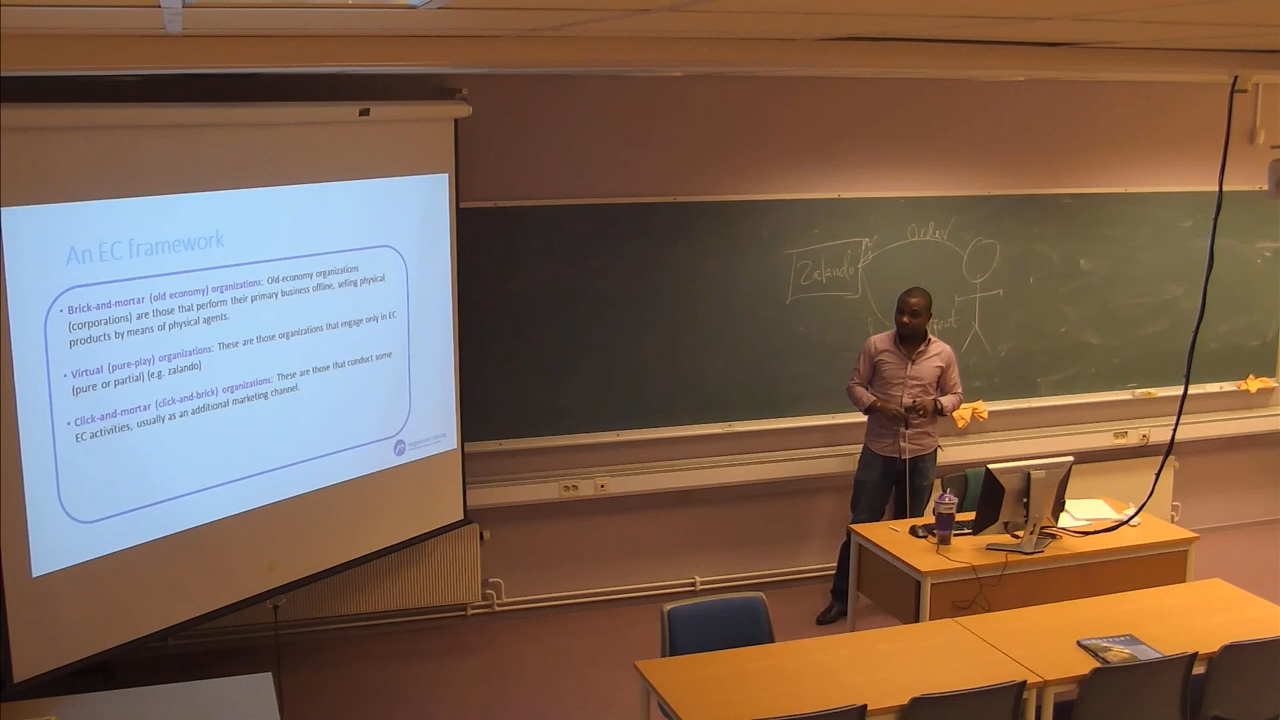 An EC framework
• Brick-and-mortar (old economy) organizations: Old-economy organizations
(corporations) are those that perform their primary business offline, selling physical
products by means of physical agents.
• Virtual (pure-play) organizations: These are those organizations that engage only in EC
(pure or partial) (e.g. zalando)
• Click-and-mortar (click-and-brick) organizations: These are those that conduct some
EC activities, usually as an additional marketing channel.
Zalando
Order